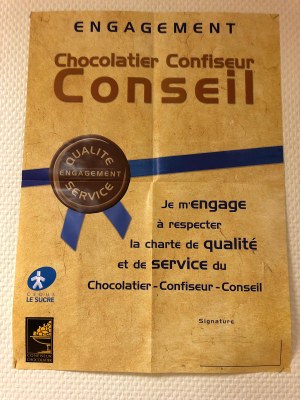 ENGAGEMENT
Chocolatier Confiseur
Conseil
QUALITE
ENGAGEMENT
SERVICE
Je m'engage
à respecter
la charte de qualité
et de service du
Chocolatier-Confiseur-Conseil
LE SUCRE
Signature